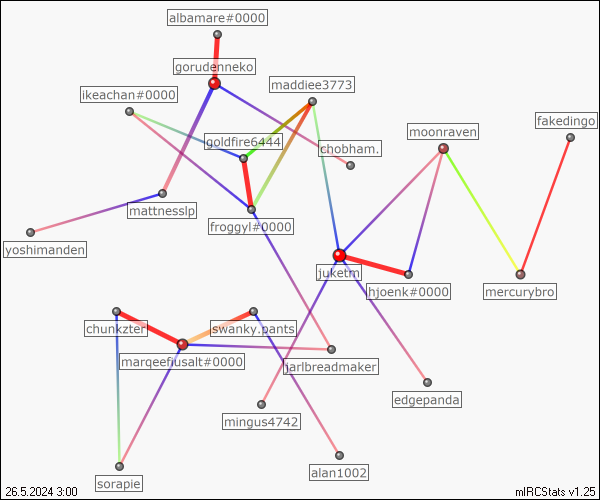 albamare#0000
gorudenneko
maddiee3773
ikeachan#0000
fakedingo
moonraven
goldfire6444
chobham.
mattnesslp
froggyl#0000
yoshimanden
juketm
hjoenk#0000
mercurybro
chunkzter
swanky.pants
marqeefiusalt#0000
jarlbreadmaker
edgepanda
mingus4742
alan1002
sorapie
26.5.2024 3:00
mIRCStats v1.25